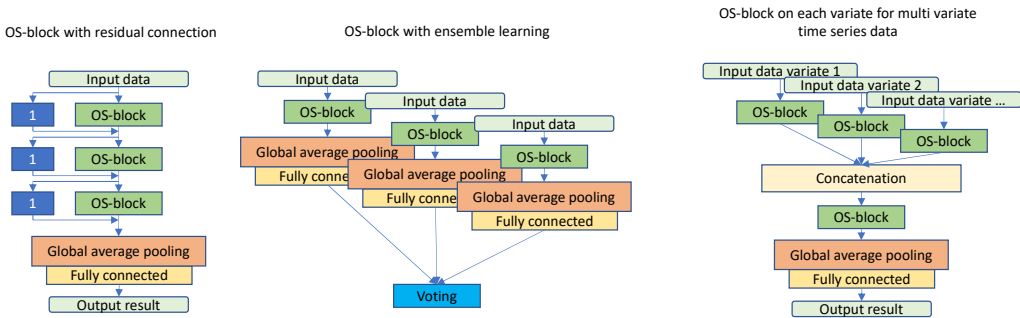 OS-block with residual connection
Input data
1
OS-block
1
OS-block
1
OS-block
Global average pooling
Fully connected
Output result
OS-block with ensemble learning
Input data
OS-block
Global average pooling
Fully connected
Input data
OS-block
Global average pooling
Fully conne
Input data
OS-block
Global average pooling
Fully connected
Voting
OS-block on each variate for multi variate
time series data
Input data variate 1
Input data variate 2
Input data variate ...
OS-block
OS-block
OS-block
Concatenation
OS-block
Global average pooling
Fully connected
Output result